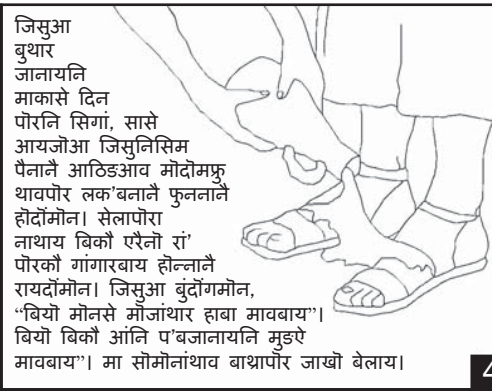 जिसुआ
बुथार
जानायनि
माकासे दिन
पॊरनि सिगां, सासे
आयजॊआ जिसुनिसिम
पैनानै आठिङआव मॊदॊमफ्रु
थावपॊर लक'बनानै फुननानै
हॊदॊंमॊन। सेलापॊरा
नाथाय बिकौ एरैनॊ रां'
पॊरकौ गांगारबाय हॊन्नानै
रायदॊंमॊन। जिसुआ बुंदॊंगमॊन,
“बियॊ मॊनसे मॊजांथार हाबा मावबाय”।
बियॊ बिकौ आंनि प'बजानायनि मुङऐ
मावबाय”। मा सॊमॊनांथाव बाथ्रापॊर जाखॊ बेलाय।
4